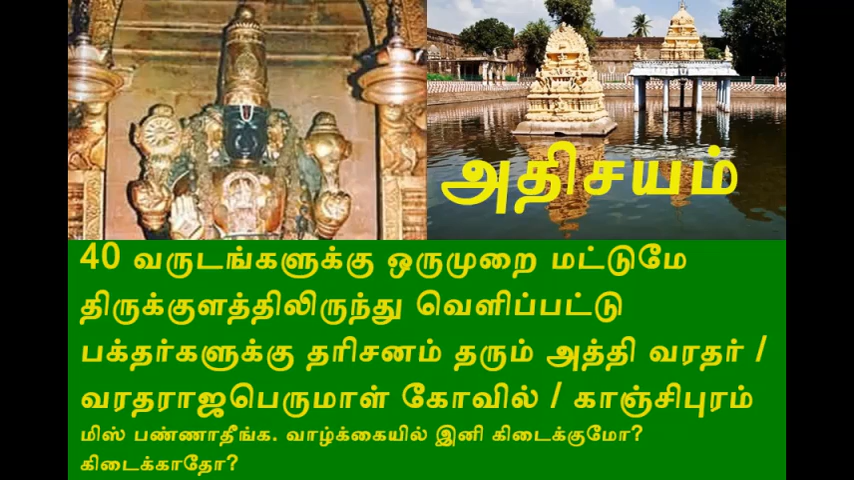 அதிசயம்
40 வருடங்களுக்கு ஒருமுறை மட்டுமே
திருக்குளத்திலிருந்து வெளிப்பட்டு
பக்தர்களுக்கு தரிசனம் தரும் அத்தி வரதர் /
வரதராஜபெருமாள் கோவில் / காஞ்சிபுரம்
மிஸ் பண்ணாதீங்க. வாழ்க்கையில் இனி கிடைக்குமோ?
கிடைக்காதோ?